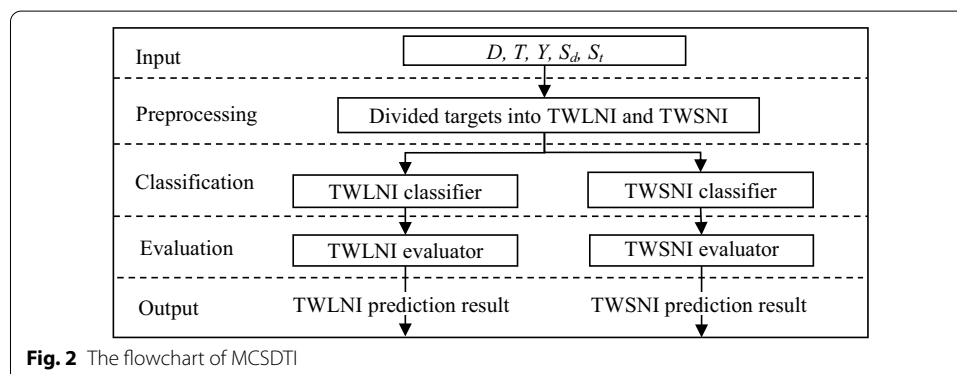 Input
D, T, Y, Sd, St
Preprocessing
Divided targets into TWLNI and TWSNI
Classification
TWLNI classifier
TWSNI classifier
Evaluation
TWLNI evaluator
TWSNI evaluator
Output
TWLNI prediction result
TWSNI prediction result
Fig. 2 The flowchart of MCSDTI